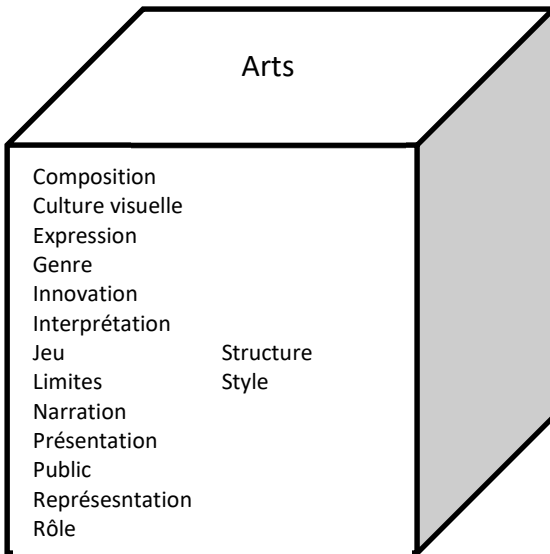 Arts
Composition
Culture visuelle
Expression
Genre
Innovation
Interprétation
Jeu
Limites
Narration
Présentation
Public
Représesntation
Rôle
Structure
Style